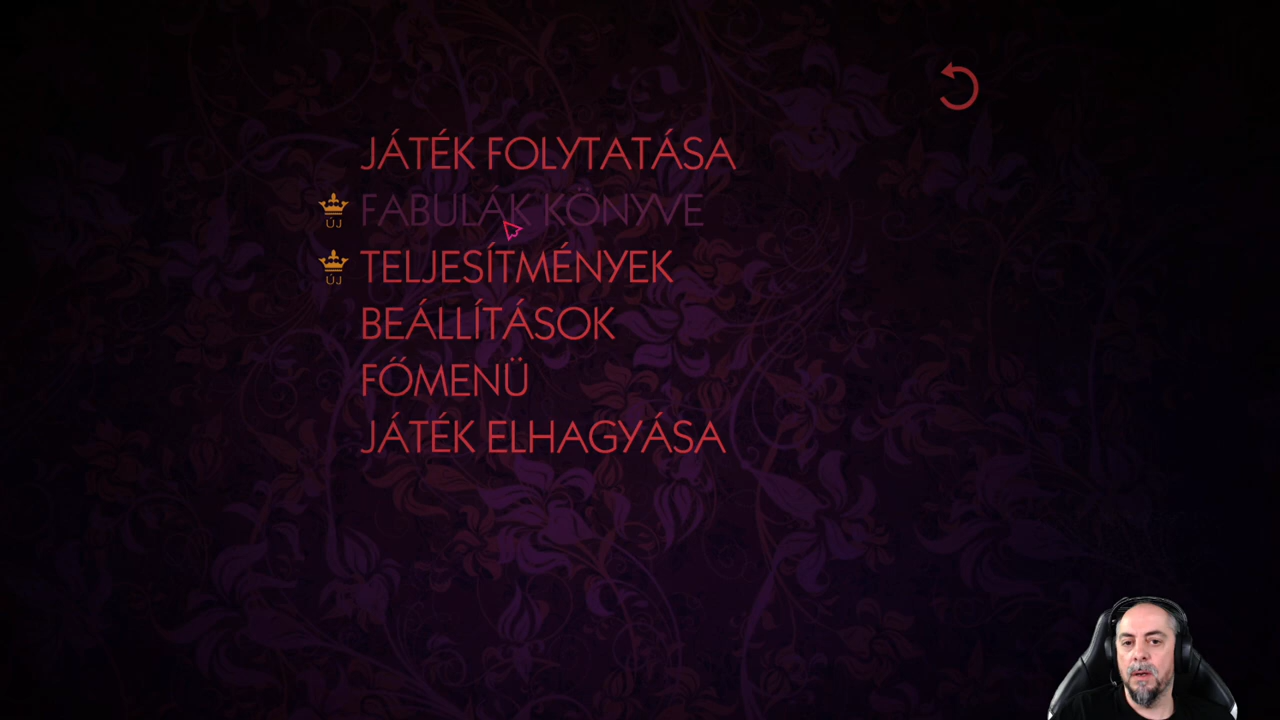 JÁTÉK FOLYTATÁSA
ÚJ FABULÁK KÖNYVE
ÚJ TELJESÍTMÉNYEK
BEÁLLÍTÁSOK
FŐMENÜ
JÁTÉK ELHAGYÁSA